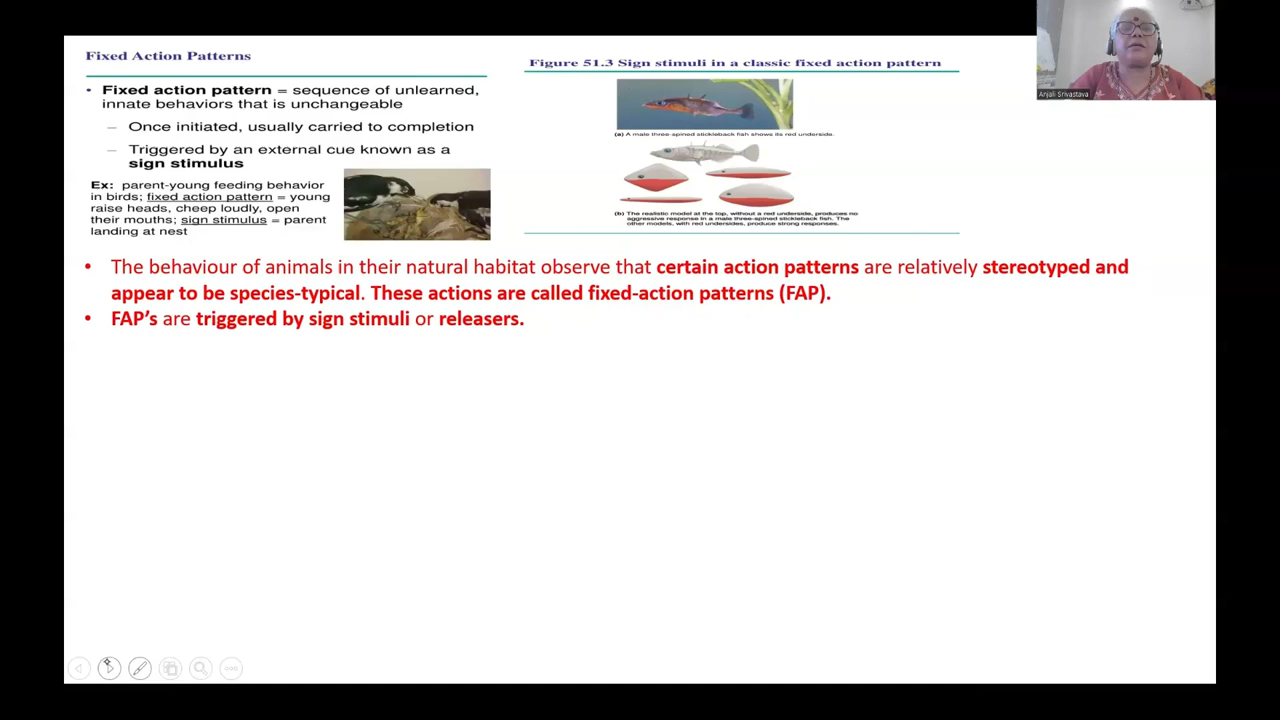 Fixed Action Patterns
• Fixed action pattern = sequence of unlearned,
innate behaviors that is unchangeable
– Once initiated, usually carried to completion
– Triggered by an external cue known as a
sign stimulus
Ex: parent-young feeding behavior
in birds; fixed action pattern = young
raise heads, cheep loudly, open
their mouths; sign stimulus = parent
landing at nest
Figure 51.3 Sign stimuli in a classic fixed action pattern
(a) A male three-spined stickleback fish shows its red underside.
(b) The realistic model at the top, without a red underside, produces no
aggressive response in a male three-spined stickleback fish. The
other models, with red undersides, produce strong responses.
• The behaviour of animals in their natural habitat observe that certain action patterns are relatively stereotyped and
appear to be species-typical. These actions are called fixed-action patterns (FAP).
• FAP’s are triggered by sign stimuli or releasers.
Anjali Srivastava